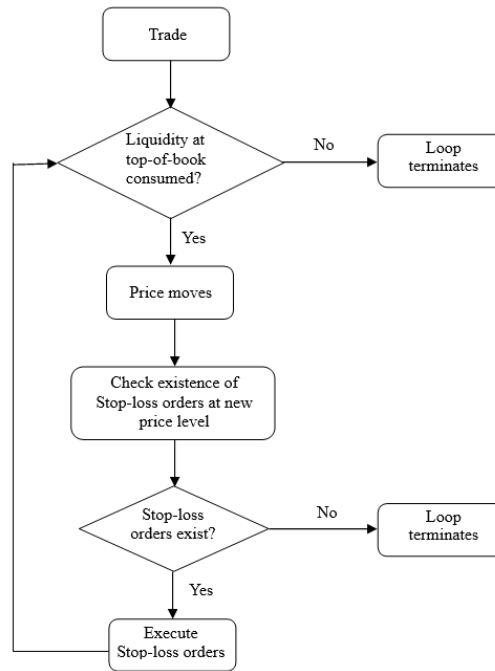 Trade
Liquidity at
top-of-book
consumed?
No
Loop
terminates
Yes
Price moves
Check existence of
Stop-loss orders at new
price level
Stop-loss
orders exist?
No
Loop
terminates
Yes
Execute
Stop-loss orders